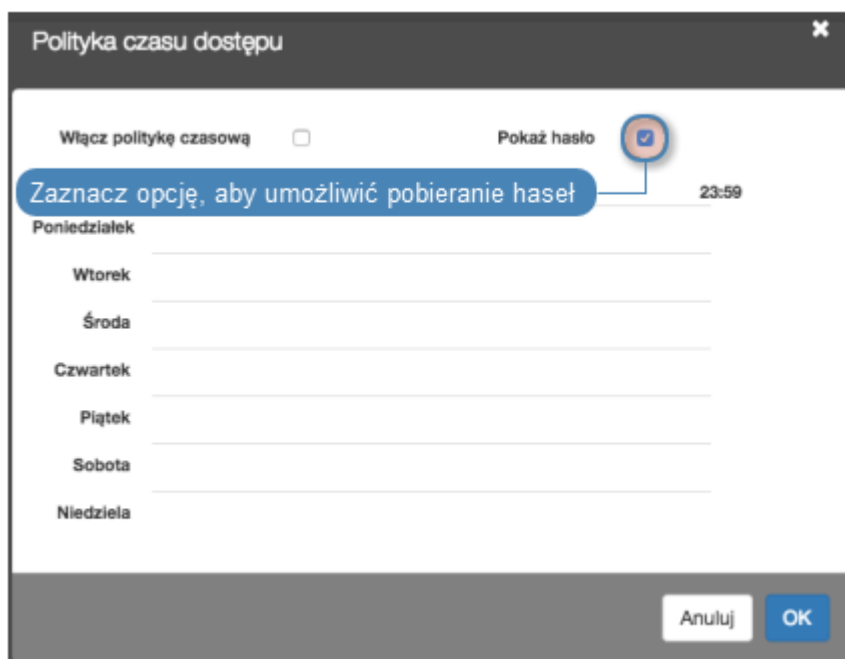 Polityka czasu dostępu
Włącz politykę czasową
Pokaż hasło
Zaznacz opcję, aby umożliwić pobieranie haseł
23:59
Poniedziałek
Wtorek
Środa
Czwartek
Piątek
Sobota
Niedziela
Anuluj
OK